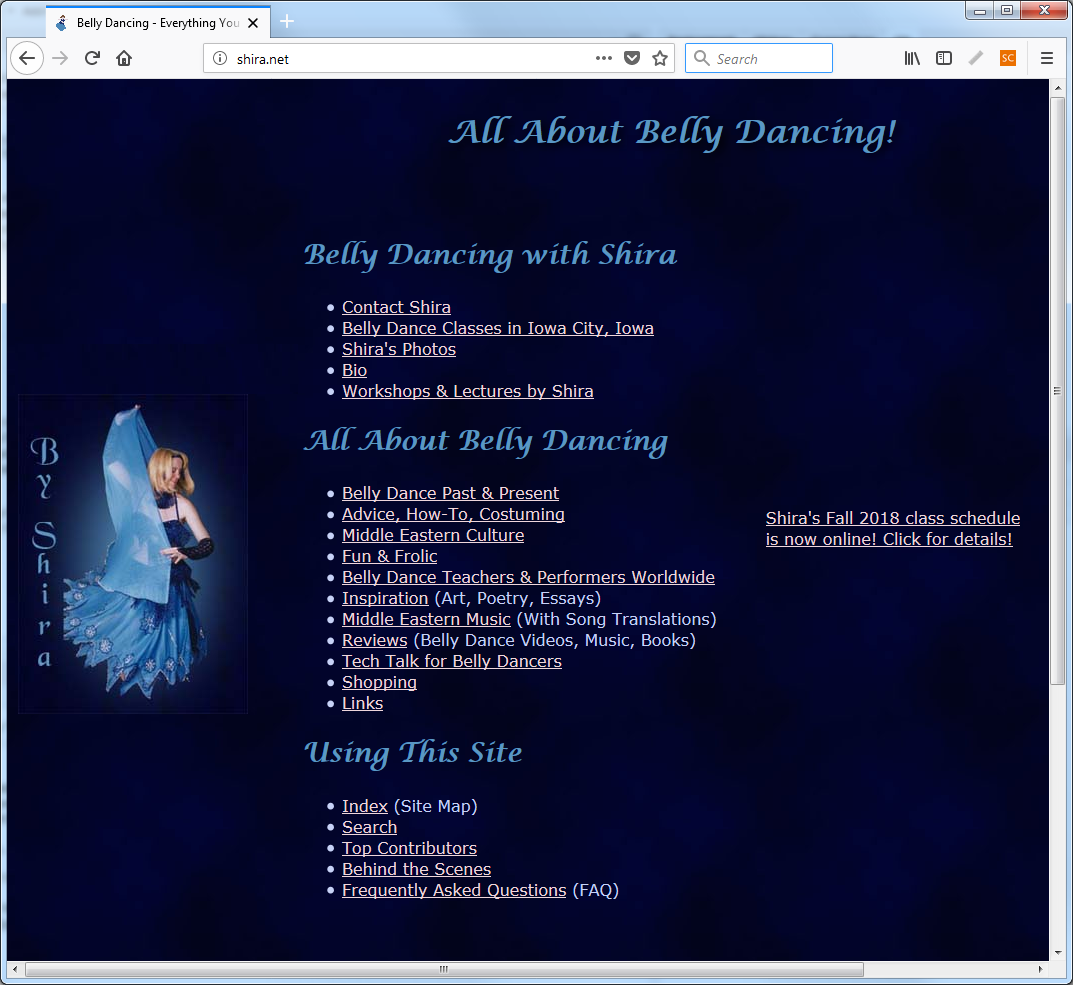 Belly Dancing - Everything You
shira.net
Search
SC
All About Belly Dancing!
By Shira
Belly Dancing with Shira
Contact Shira
Belly Dance Classes in Iowa City, Iowa
Shira's Photos
Bio
Workshops & Lectures by Shira
All About Belly Dancing
Belly Dance Past & Present
Advice, How-To, Costuming
Middle Eastern Culture
Fun & Frolic
Belly Dance Teachers & Performers Worldwide
Inspiration (Art, Poetry, Essays)
Middle Eastern Music (With Song Translations)
Reviews (Belly Dance Videos, Music, Books)
Tech Talk for Belly Dancers
Shopping
Links
Shira's Fall 2018 class schedule
is now online! Click for details!
Using This Site
Index (Site Map)
Search
Top Contributors
Behind the Scenes
Frequently Asked Questions (FAQ)